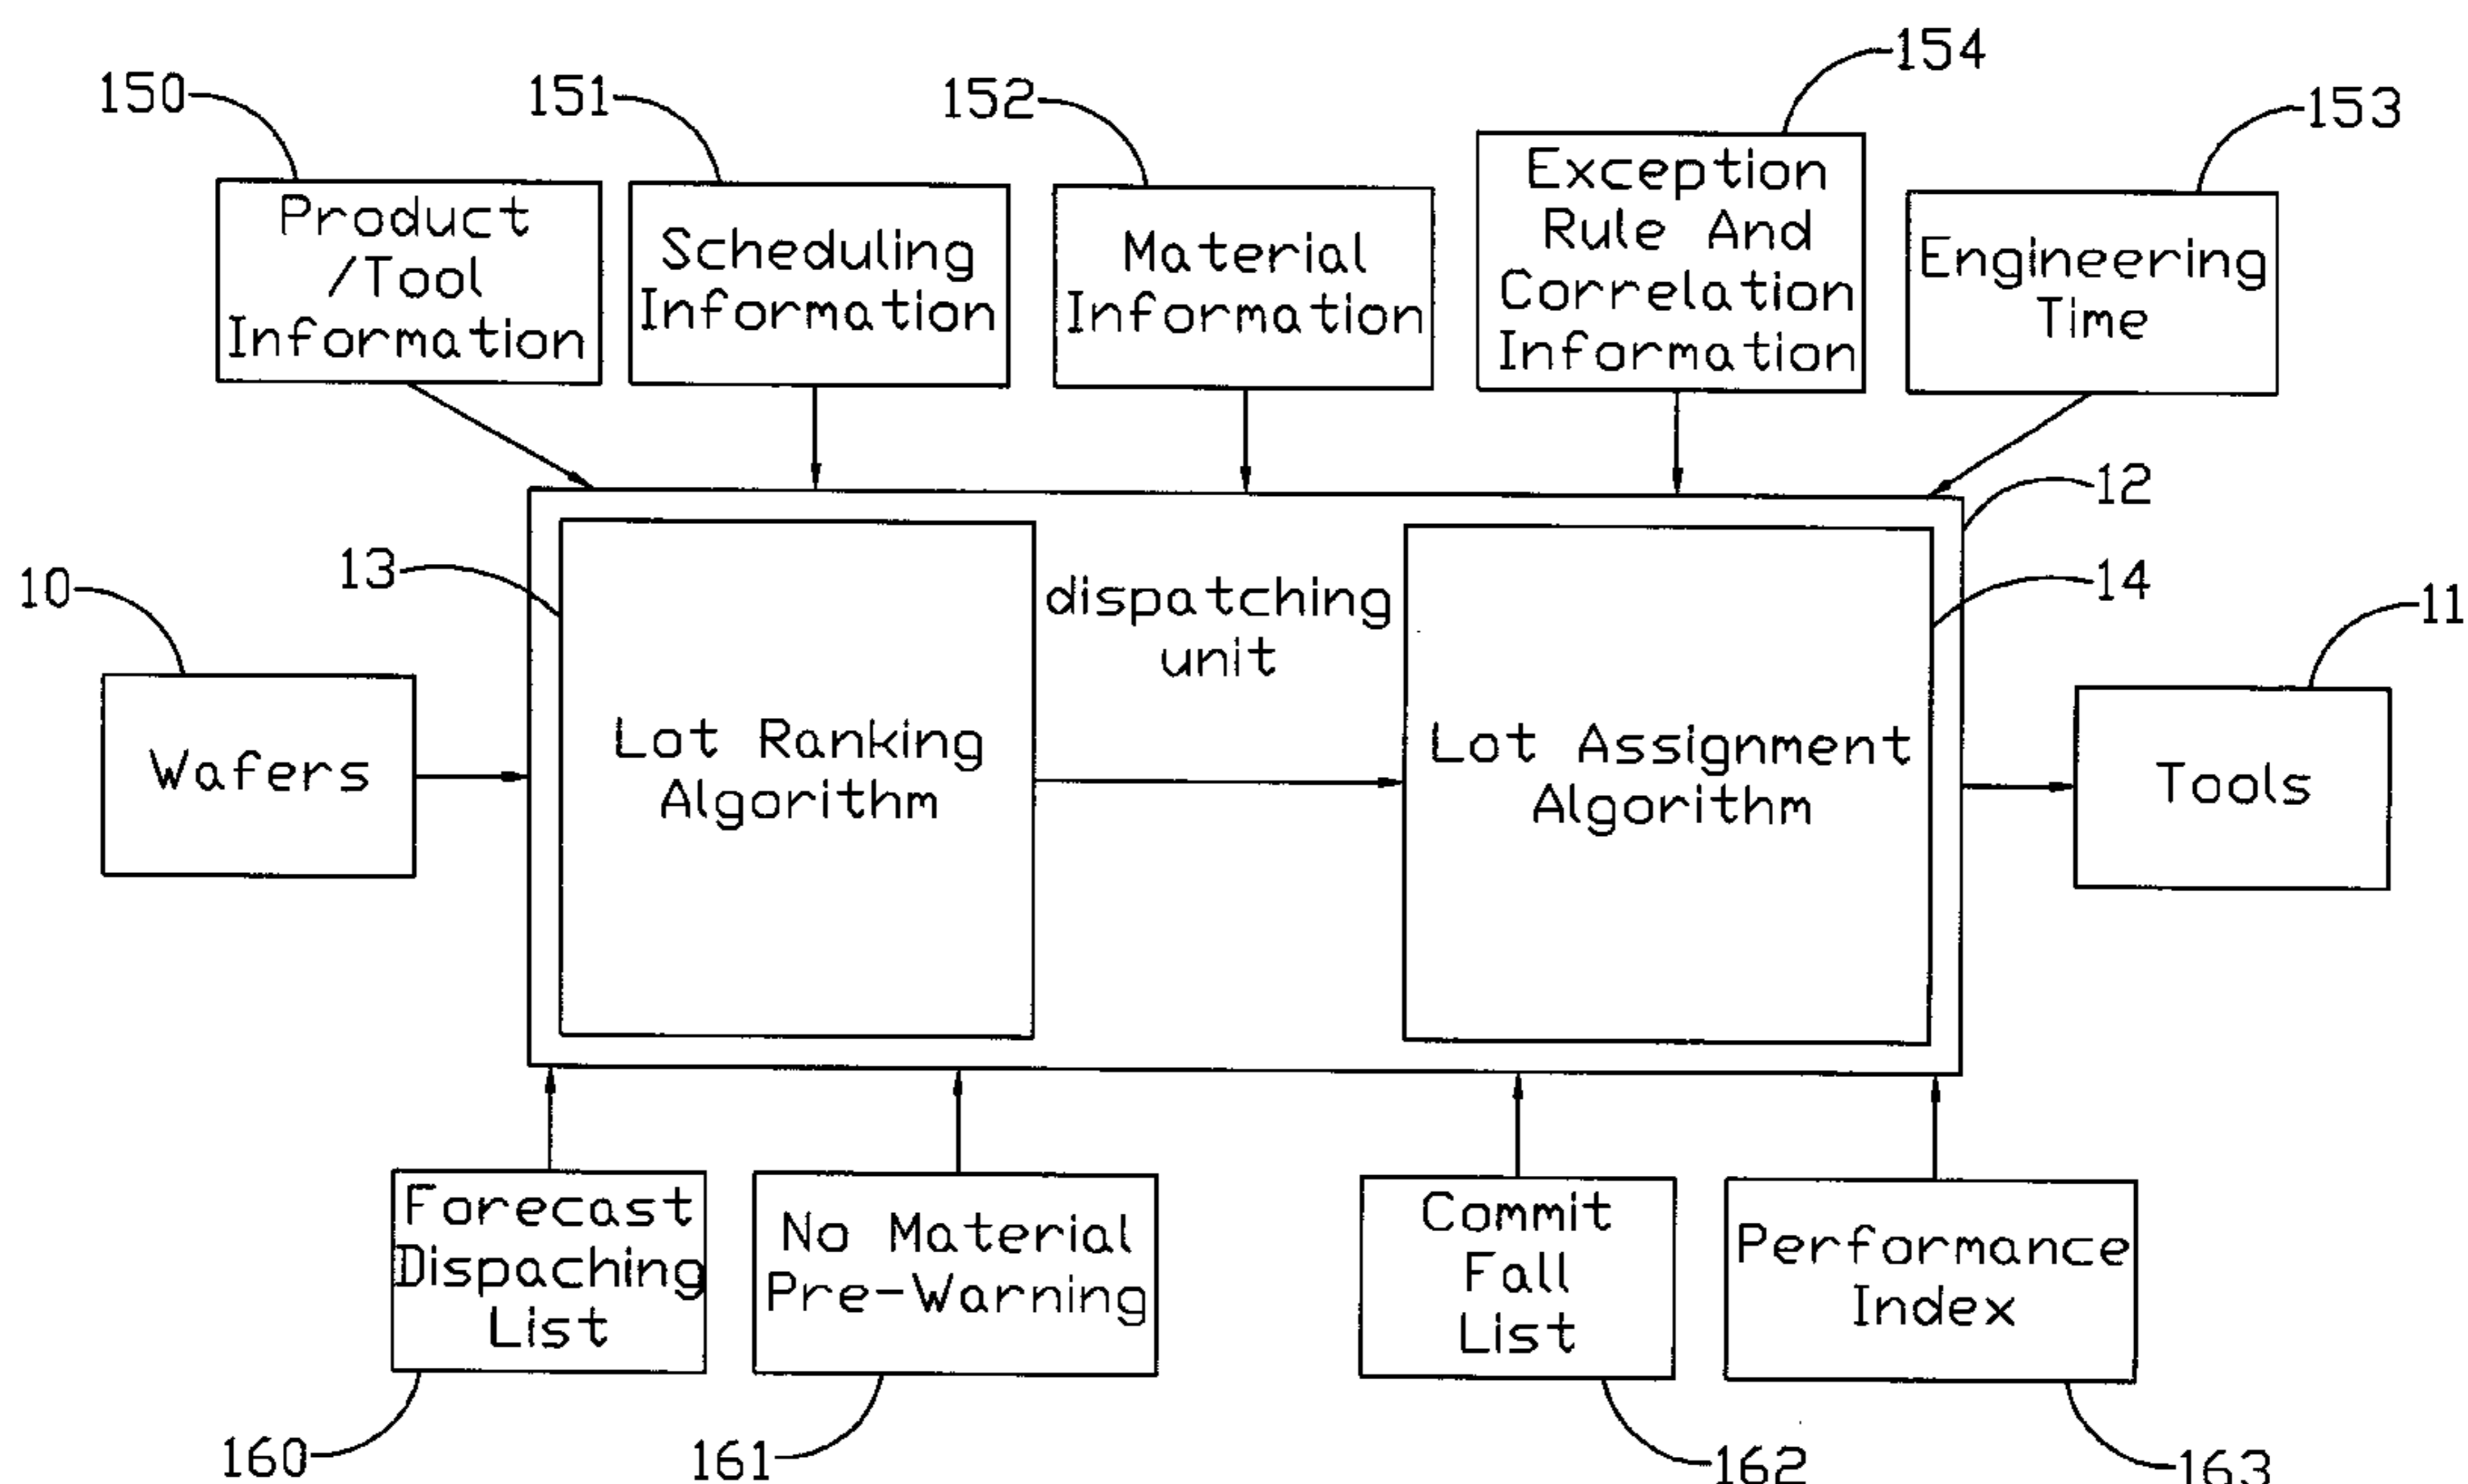 154
150
151
152
153
Product
/Tool
Information
Scheduling
Information
Material
Information
Exception
Rule And
Correlation
Information
Engineering
Time
12
13
14
10
11
dispatching
unit
Wafers
Lot Ranking
Algorithm
Lot Assignment
Algorithm
Tools
Forecast
Dispaching
List
No Material
Pre-Warning
Commit
Fall
List
Performance
Index
160
161
162
163